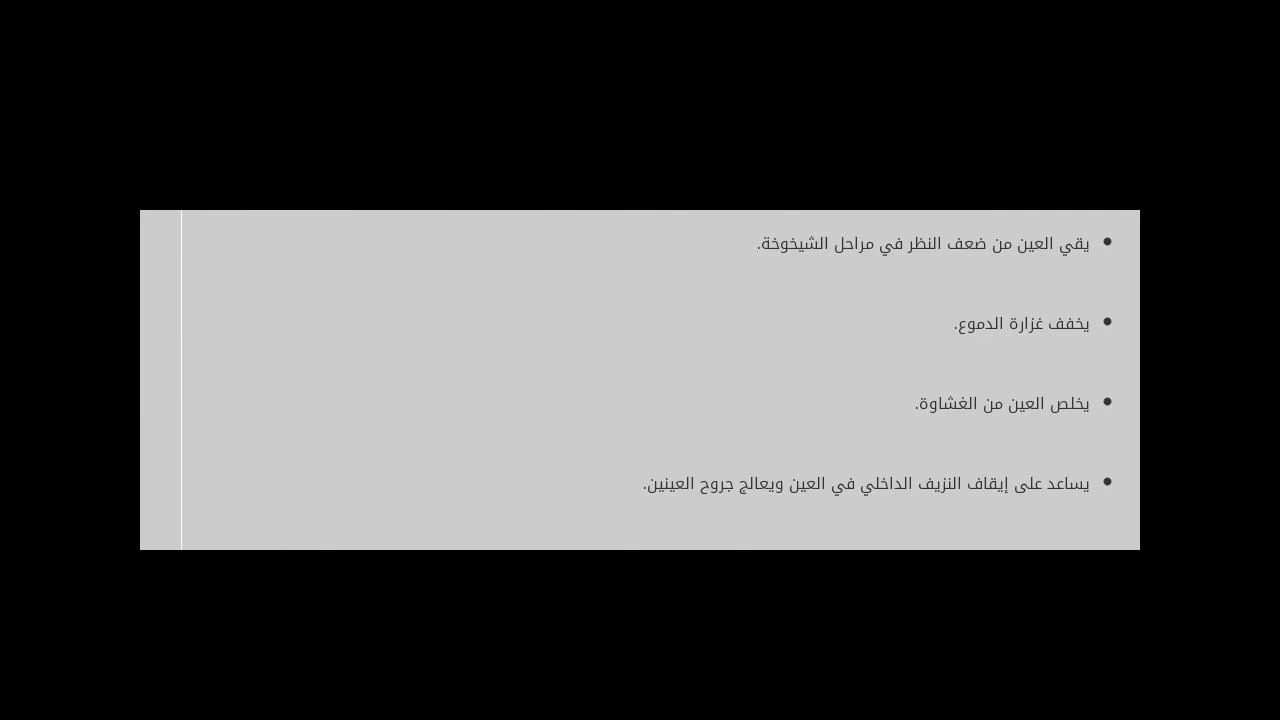 • يقي العين من ضعف النظر في مراحل الشيخوخة.
• يخفف غزارة الدموع.
• يخلص العين من الغشاوة.
• يساعد على إيقاف النزيف الداخلي في العين ويعالج جروح العينين.